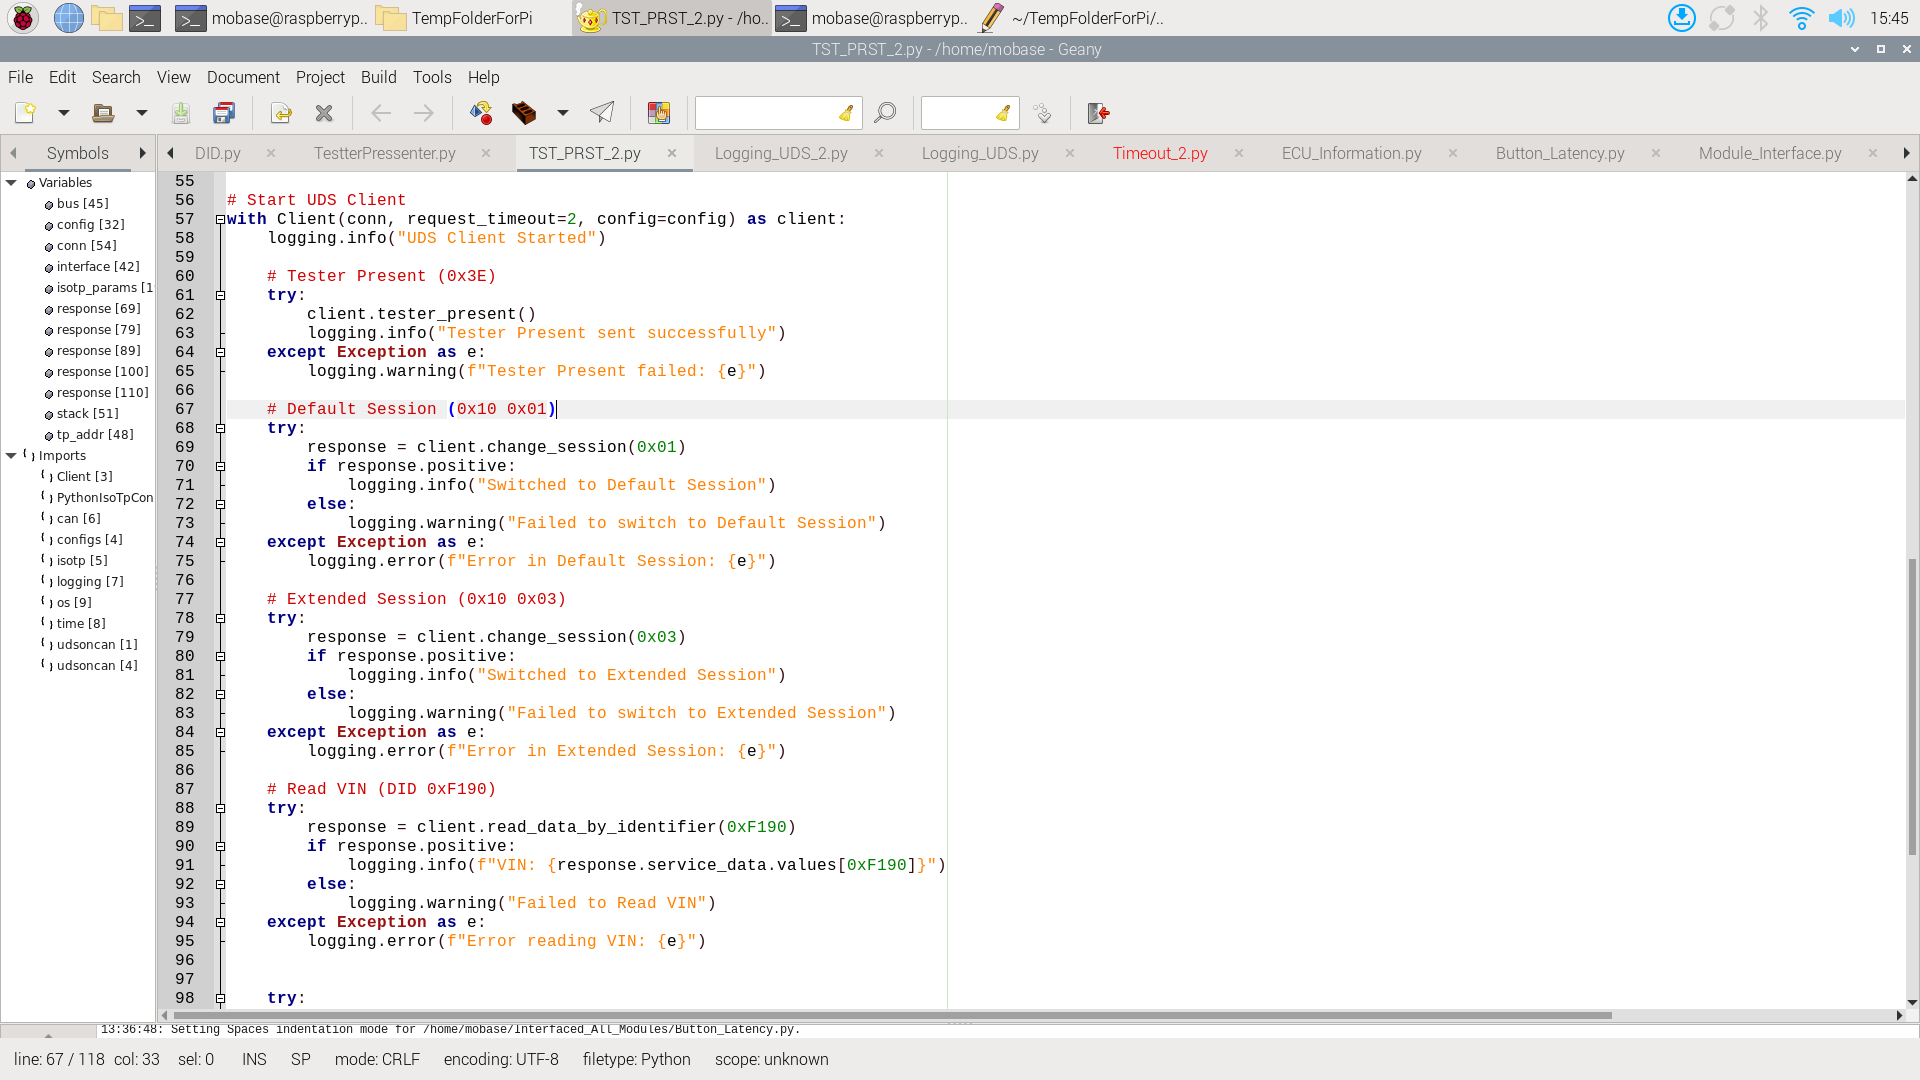 mobase@raspberryp..
TempFolderForPi
TST_PRST_2.py - /ho..
mobase@raspberryp..
~/TempFolderForPi/..
15:45
TST_PRST_2.py - /home/mobase - Geany
File Edit Search View Document Project Build Tools Help
Symbols
DID.py
TestterPressenter.py
TST_PRST_2.py
Logging_UDS_2.py
Logging_UDS.py
Timeout_2.py
ECU_Information.py
Button_Latency.py
Module_Interface.py
Variables
bus [45]
config [32]
conn [54]
interface [42]
isotp_params [1
response [69]
response [79]
response [89]
response [100]
response [110]
stack [51]
tp_addr [48]
Imports
Client [3]
PythonIsoTpCon
can [6]
configs [4]
isotp [5]
logging [7]
os [9]
time [8]
udsoncan [1]
udsoncan [4]
55
56 # Start UDS Client
57 with Client(conn, request_timeout=2, config=config) as client:
58     logging.info("UDS Client Started")
59
60     # Tester Present (0x3E)
61     try:
62         client.tester_present()
63         logging.info("Tester Present sent successfully")
64     except Exception as e:
65         logging.warning(f"Tester Present failed: {e}")
66
67     # Default Session (0x10 0x01)
68     try:
69         response = client.change_session(0x01)
70         if response.positive:
71             logging.info("Switched to Default Session")
72         else:
73             logging.warning("Failed to switch to Default Session")
74     except Exception as e:
75         logging.error(f"Error in Default Session: {e}")
76
77     # Extended Session (0x10 0x03)
78     try:
79         response = client.change_session(0x03)
80         if response.positive:
81             logging.info("Switched to Extended Session")
82         else:
83             logging.warning("Failed to switch to Extended Session")
84     except Exception as e:
85         logging.error(f"Error in Extended Session: {e}")
86
87     # Read VIN (DID 0xF190)
88     try:
89         response = client.read_data_by_identifier(0xF190)
90         if response.positive:
91             logging.info(f"VIN: {response.service_data.values[0xF190]}")
92         else:
93             logging.warning("Failed to Read VIN")
94     except Exception as e:
95         logging.error(f"Error reading VIN: {e}")
96
97
98     try:
13:36:48: Setting Spaces indentation mode for /home/mobase/Interfaced_All_Modules/Button_Latency.py.
line: 67 / 118 col: 33 sel: 0 INS SP mode: CRLF encoding: UTF-8 filetype: Python scope: unknown